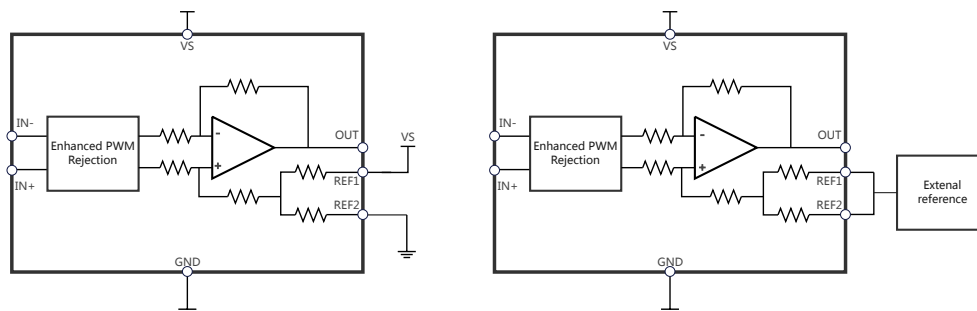 VS
IN-
Enhanced PWM
Rejection
IN+
-
+
OUT
VS
REF1
REF2
GND
VS
IN-
Enhanced PWM
Rejection
IN+
-
+
OUT
REF1
REF2
GND
Extenal
reference